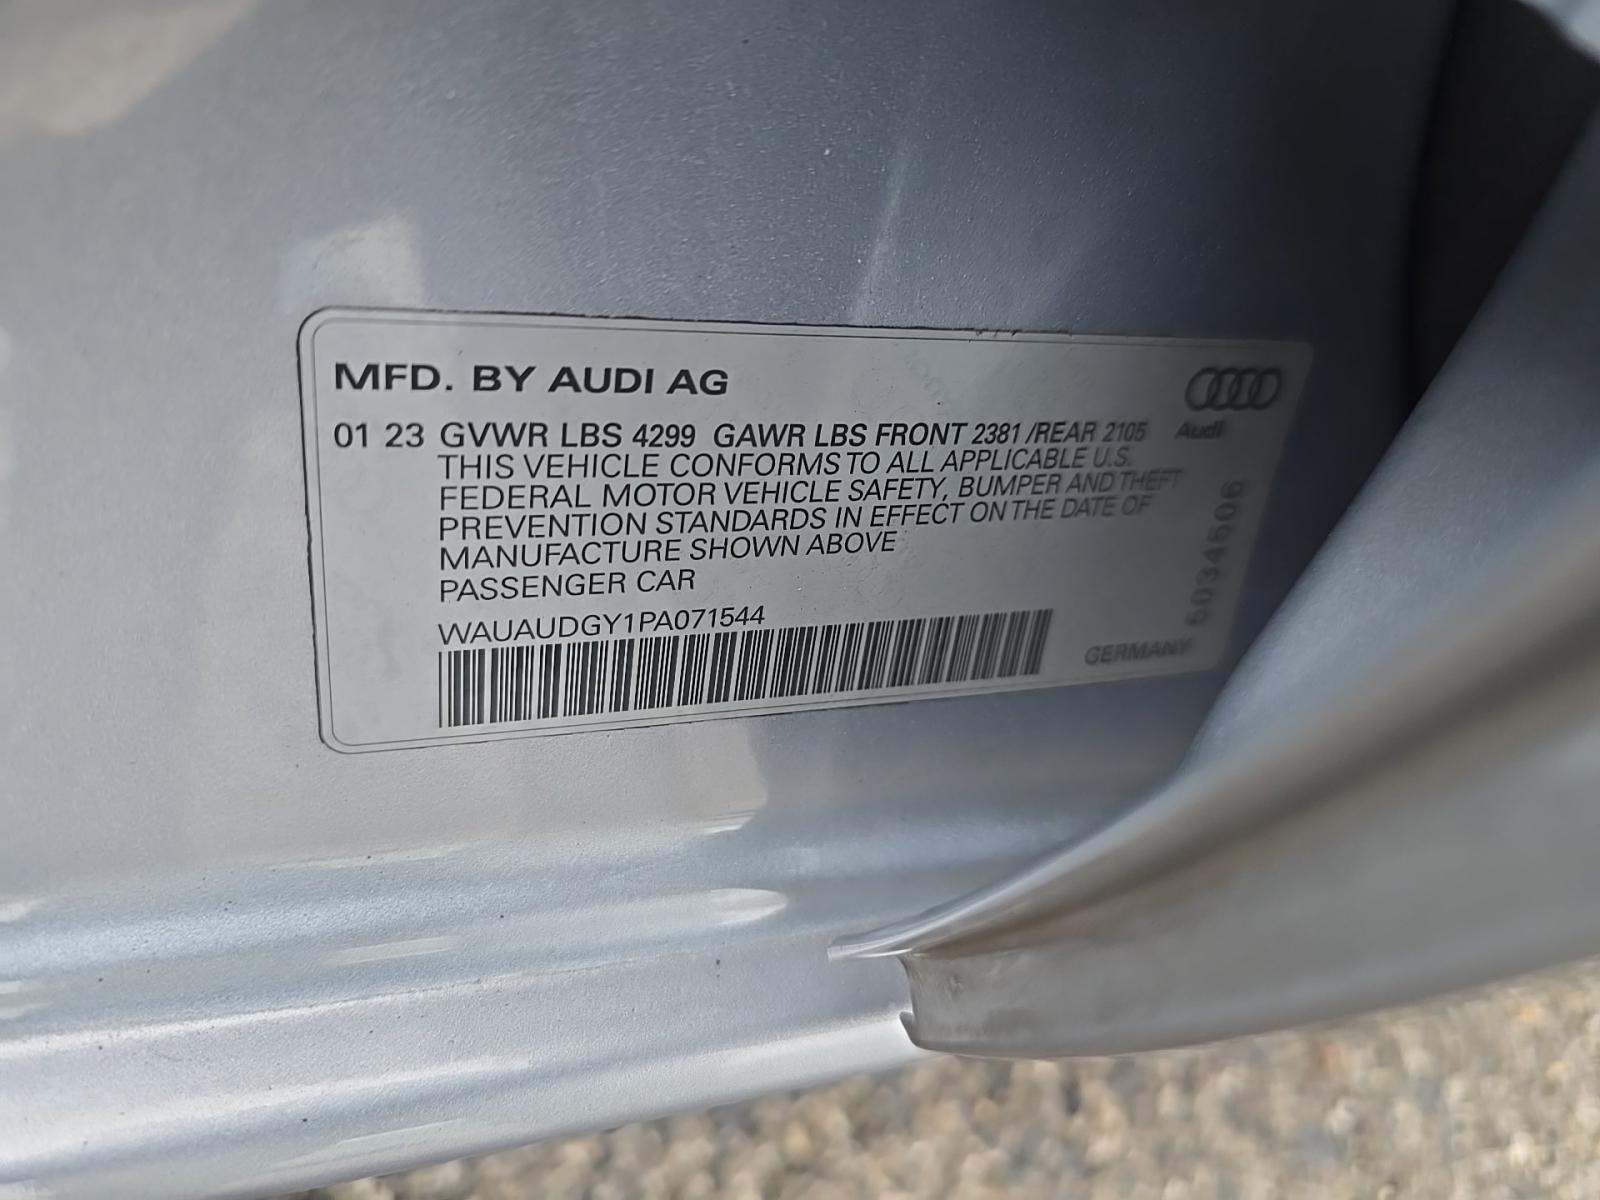 MFD. BY AUDI AG
01 23 GVWR LBS 4299 GAWR LBS FRONT 2381 /REAR 2105 Audi
THIS VEHICLE CONFORMS TO ALL APPLICABLE U.S.
FEDERAL MOTOR VEHICLE SAFETY, BUMPER AND THEFT
PREVENTION STANDARDS IN EFFECT ON THE DATE OF
MANUFACTURE SHOWN ABOVE
PASSENGER CAR
WAUAUDGY1PA071544
GERMANY